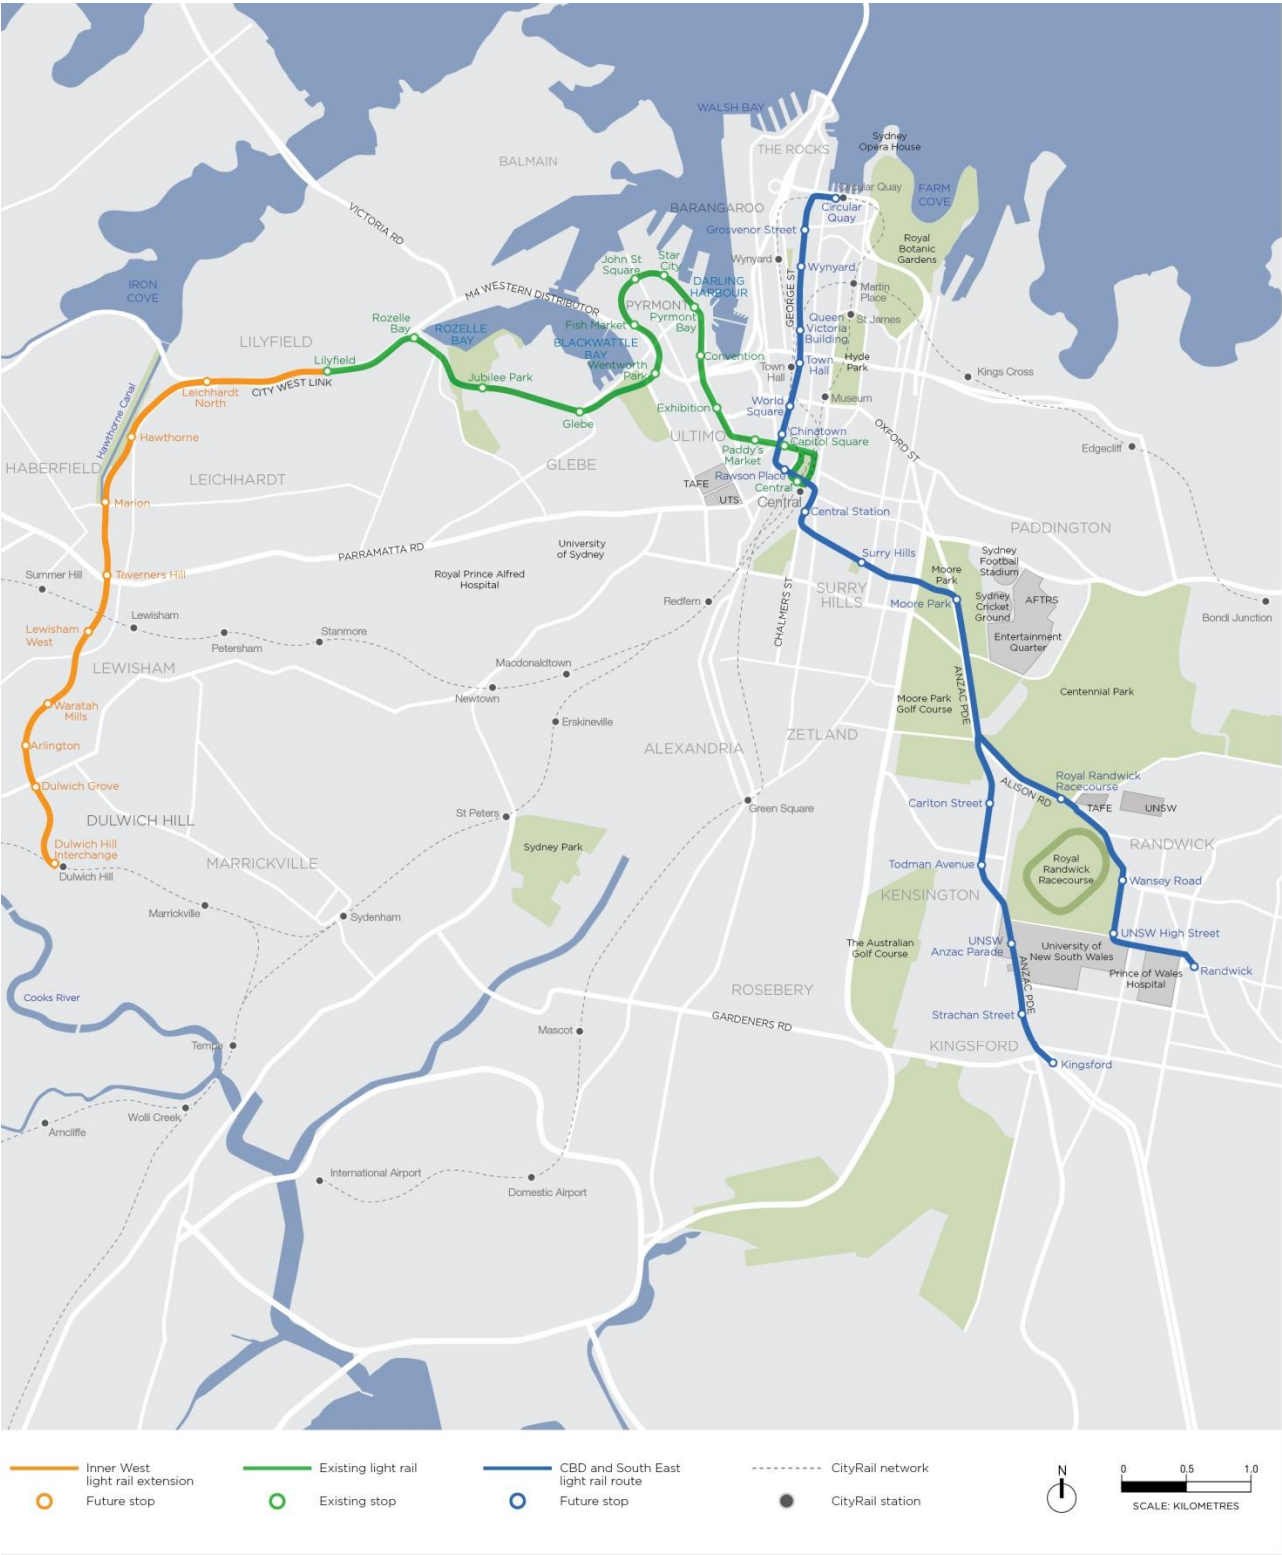 WALSH BAY
Sydney
Opera House
THE ROCKS
BALMAIN
Circular Quay
FARM
COVE
VICTORIA RD
BARANGAROO
Circular
Quay
Grosvenor Street
Royal
Botanic
Gardens
John St
Square
Star
City
Wynyard
Wynyard
IRON
COVE
M4 WESTERN DISTRIBUTOR
DARLING
HARBOUR
GEORGE ST
Martin
Place
PYRMONT
Pyrmont
Bay
Rozelle
Bay
ROZELLE
BAY
Fish Market
Queen
Victoria
Building
St James
LILYFIELD
BLACKWATTLE
BAY
Wentworth
Park
Convention
Town
Hall
Town
Hall
Hyde
Park
Lilyfield
Jubilee Park
Kings Cross
CITY WEST LINK
Leichhardt
North
Glebe
Exhibition
World
Square
Museum
Hawthorne Canal
Hawthorne
ULTIMO
Chinatown
Capitol Square
OXFORD ST
Paddy's
Market
Edgecliff
HABERFIELD
LEICHHARDT
GLEBE
Rawson Place
TAFE
Central
UTS
Central
Marion
Central Station
PADDINGTON
PARRAMATTA RD
University
of Sydney
Surry Hills
Sydney
Football
Stadium
Summer Hill
Taverners Hill
Royal Prince Alfred
Hospital
Moore
Park
CHALMERS ST
SURRY
HILLS
Redfern
Moore Park
Sydney
Cricket
Ground
AFTRS
Bondi Junction
Lewisham
Lewisham
West
Petersham
Stanmore
Entertainment
Quarter
LEWISHAM
Macdonaldtown
Newtown
ANZAC PDE
Moore Park
Golf Course
Centennial Park
Waratah
Mills
Erskineville
Arlington
ALEXANDRIA
ZETLAND
Dulwich Grove
Royal Randwick
Racecourse
ALISON RD
Carlton Street
TAFE
UNSW
St Peters
Green Square
DULWICH HILL
Dulwich Hill
Interchange
Dulwich Hill
MARRICKVILLE
Sydney Park
RANDWICK
Royal
Randwick
Racecourse
Todman Avenue
Wansey Road
KENSINGTON
Marrickville
Sydenham
UNSW High Street
The Australian
Golf Course
UNSW
Anzac Parade
University of
New South Wales
Prince of Wales
Hospital
Randwick
ANZAC PDE
Cooks River
ROSEBERY
Strachan Street
GARDENERS RD
Mascot
KINGSFORD
Tempe
Kingsford
Wolli Creek
Arncliffe
International Airport
Domestic Airport
Inner West
light rail extension
Future stop
Existing light rail
Existing stop
CBD and South East
light rail route
Future stop
CityRail network
CityRail station
N
0 0.5 1.0
SCALE: KILOMETRES